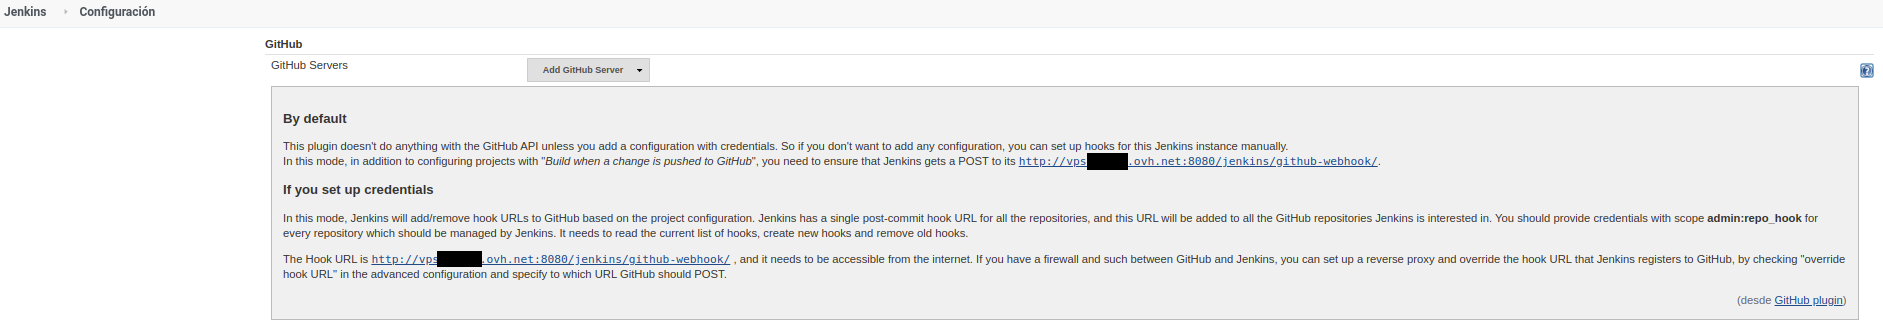 Jenkins
Configuración
GitHub
GitHub Servers
Add GitHub Server
By default
This plugin doesn't do anything with the GitHub API unless you add a configuration with credentials. So if you don't want to add any configuration, you can set up hooks for this Jenkins instance manually.
In this mode, in addition to configuring projects with "Build when a change is pushed to GitHub", you need to ensure that Jenkins gets a POST to its http://vps .ovh.net:8080/jenkins/github-webhook/.
If you set up credentials
In this mode, Jenkins will add/remove hook URLs to GitHub based on the project configuration. Jenkins has a single post-commit hook URL for all the repositories, and this URL will be added to all the GitHub repositories Jenkins is interested in. You should provide credentials with scope admin:repo_hook for
every repository which should be managed by Jenkins. It needs to read the current list of hooks, create new hooks and remove old hooks.
The Hook URL is http://vps .ovh.net:8080/jenkins/github-webhook/ , and it needs to be accessible from the internet. If you have a firewall and such between GitHub and Jenkins, you can set up a reverse proxy and override the hook URL that Jenkins registers to GitHub, by checking "override
hook URL" in the advanced configuration and specify to which URL GitHub should POST.
(desde GitHub plugin)